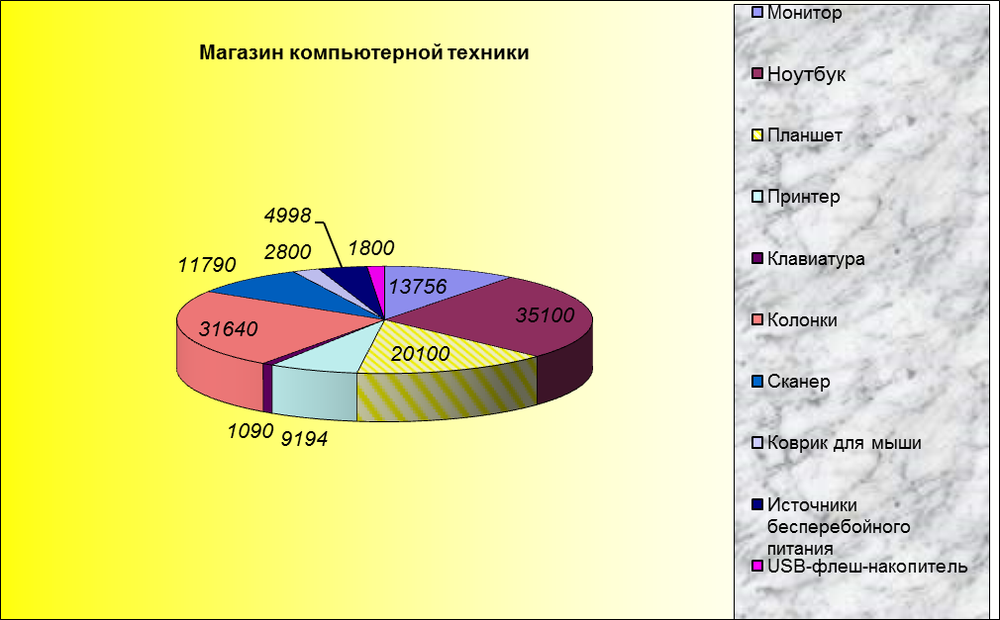 Магазин компьютерной техники
4998
1800
2800
11790
13756
31640
35100
20100
1090
9194
Монитор
Ноутбук
Планшет
Принтер
Клавиатура
Колонки
Сканер
Коврик для мыши
Источники
бесперебойного
питания
USB-флеш-накопитель